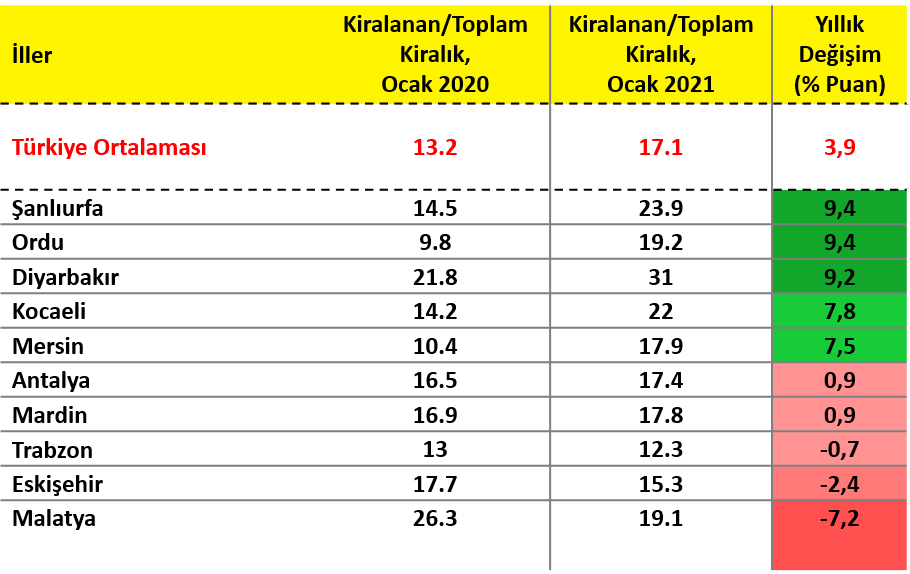 İller Kiralanan/Toplam Kiralık, Ocak 2020 Kiralanan/Toplam Kiralık, Ocak 2021 Yıllık Değişim (% Puan)
Türkiye Ortalaması 13.2 17.1 3,9
Şanlıurfa 14.5 23.9 9,4
Ordu 9.8 19.2 9,4
Diyarbakır 21.8 31 9,2
Kocaeli 14.2 22 7,8
Mersin 10.4 17.9 7,5
Antalya 16.5 17.4 0,9
Mardin 16.9 17.8 0,9
Trabzon 13 12.3 -0,7
Eskişehir 17.7 15.3 -2,4
Malatya 26.3 19.1 -7,2